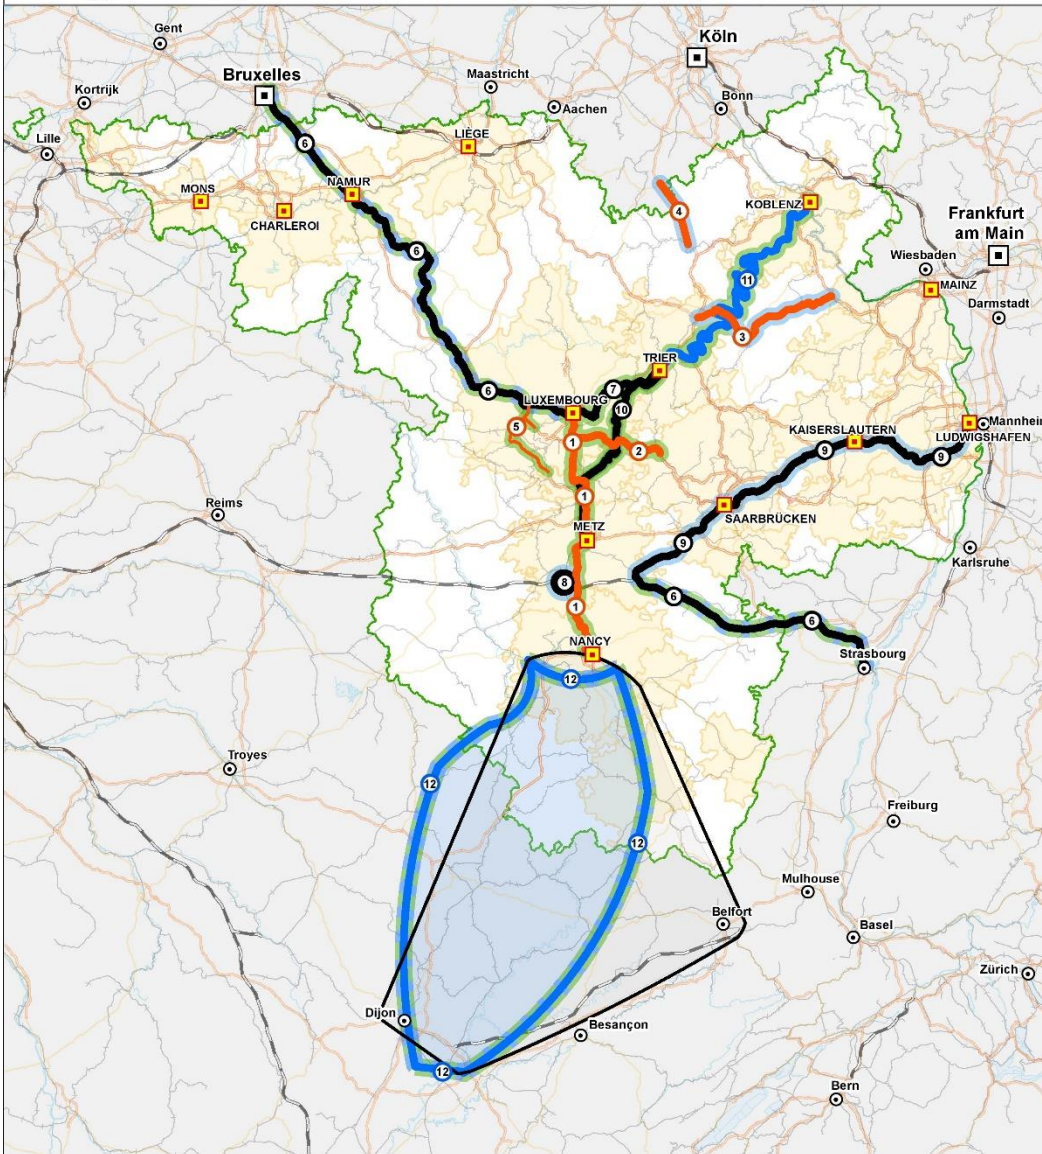 Gent
Köln
Bruxelles
Maastricht
Kortrijk
Bonn
Aachen
6
Lille
LIÈGE
NAMUR
MONS
KOBLENZ
CHARLEROI
4
Frankfurt
am Main
6
Wiesbaden
11
MAINZ
Darmstadt
3
TRIER
6
7
LUXEMBOURG
10
5
KAISERSLAUTERN
Mannheim
LUDWIGSHAFEN
1
2
9
9
1
Reims
SAARBRÜCKEN
METZ
9
Karlsruhe
8
6
1
6
NANCY
Strasbourg
12
Troyes
12
Freiburg
12
Mulhouse
Belfort
Basel
Zürich
Dijon
Besançon
12
Bern